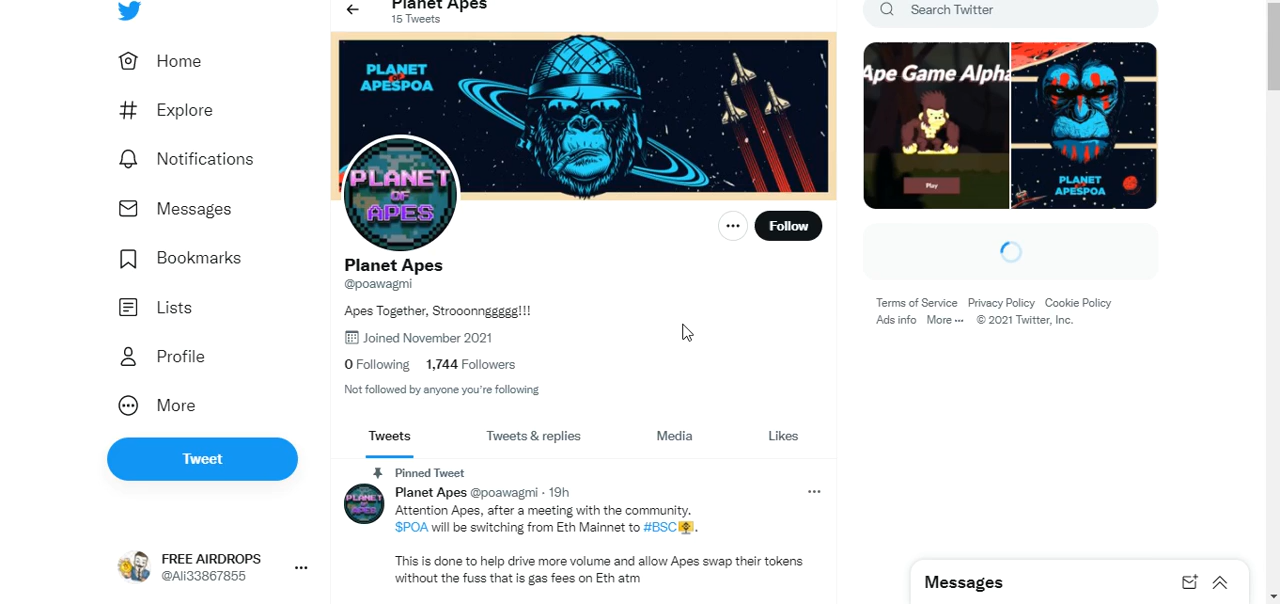 Planet Apes
15 Tweets
Search Twitter
Home
Explore
Notifications
Messages
Bookmarks
Lists
Profile
More
Tweet
FREE AIRDROPS
@Ali33867855
PLANET
APESPOA
PLANET
OF
APES
Follow
Planet Apes
@poawagmi
Apes Together, Strooonnggggg!!!
Joined November 2021
0 Following 1,744 Followers
Not followed by anyone you're following
Tweets
Tweets & replies
Media
Likes
Pinned Tweet
PLANET
OF
APES
Planet Apes @poawagmi · 19h
Attention Apes, after a meeting with the community.
$POA will be switching from Eth Mainnet to #BSC.
This is done to help drive more volume and allow Apes swap their tokens
without the fuss that is gas fees on Eth atm
Ape Game Alpha
Play
PLANET
APESPOA
Terms of Service Privacy Policy Cookie Policy
Ads info More ··· © 2021 Twitter, Inc.
Messages